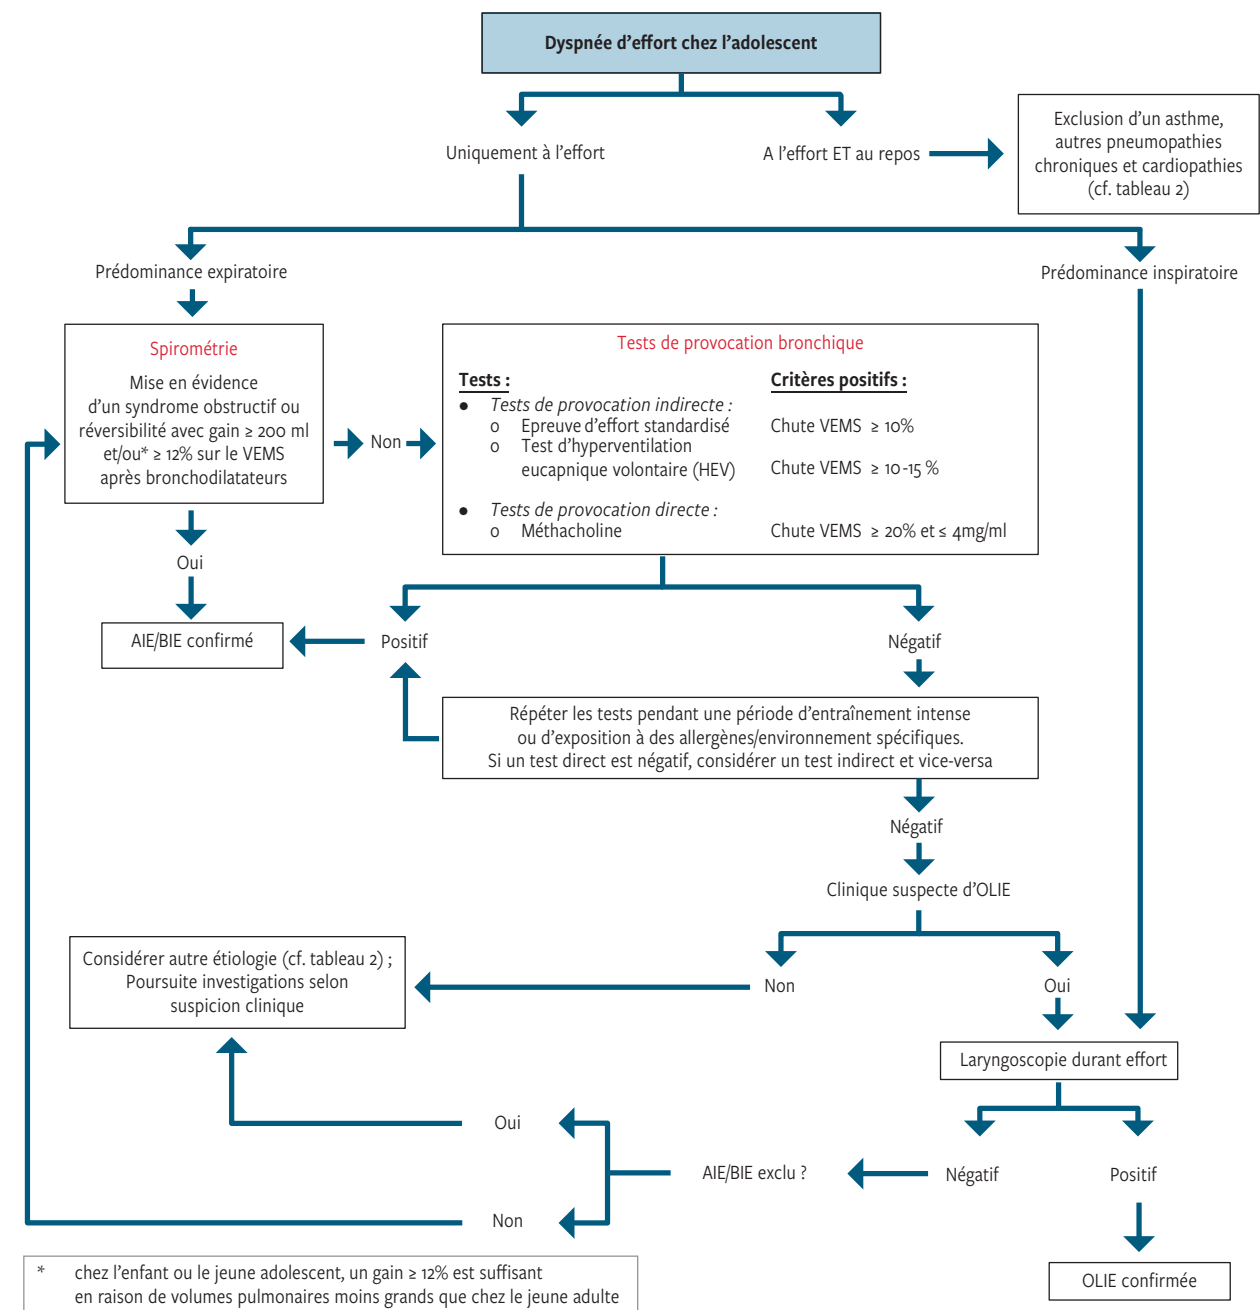 Dyspnée d'effort chez l'adolescent
Uniquement à l'effort
A l'effort ET au repos
Exclusion d'un asthme,
autres pneumopathies
chroniques et cardiopathies
(cf. tableau 2)
Prédominance expiratoire
Prédominance inspiratoire
Spirométrie
Mise en évidence
d'un syndrome obstructif ou
réversibilité avec gain ≥ 200 ml
et/ou* ≥ 12% sur le VEMS
après bronchodilatateurs
Non
Tests de provocation bronchique
Tests :
Critères positifs :
● Tests de provocation indirecte :
o Epreuve d'effort standardisé
Chute VEMS ≥ 10%
o Test d'hyperventilation
eucapnique volontaire (HEV)
Chute VEMS ≥ 10-15 %
● Tests de provocation directe :
o Méthacholine
Chute VEMS ≥ 20% et ≤ 4mg/ml
Oui
AIE/BIE confirmé
Positif
Négatif
Répéter les tests pendant une période d'entraînement intense
ou d'exposition à des allergènes/environnement spécifiques.
Si un test direct est négatif, considérer un test indirect et vice-versa
Négatif
Clinique suspecte d'OLIE
Considérer autre étiologie (cf. tableau 2) ;
Poursuite investigations selon
suspicion clinique
Non
Oui
Laryngoscopie durant effort
Oui
AIE/BIE exclu ?
Négatif
Positif
Non
OLIE confirmée
* chez l'enfant ou le jeune adolescent, un gain ≥ 12% est suffisant
en raison de volumes pulmonaires moins grands que chez le jeune adulte